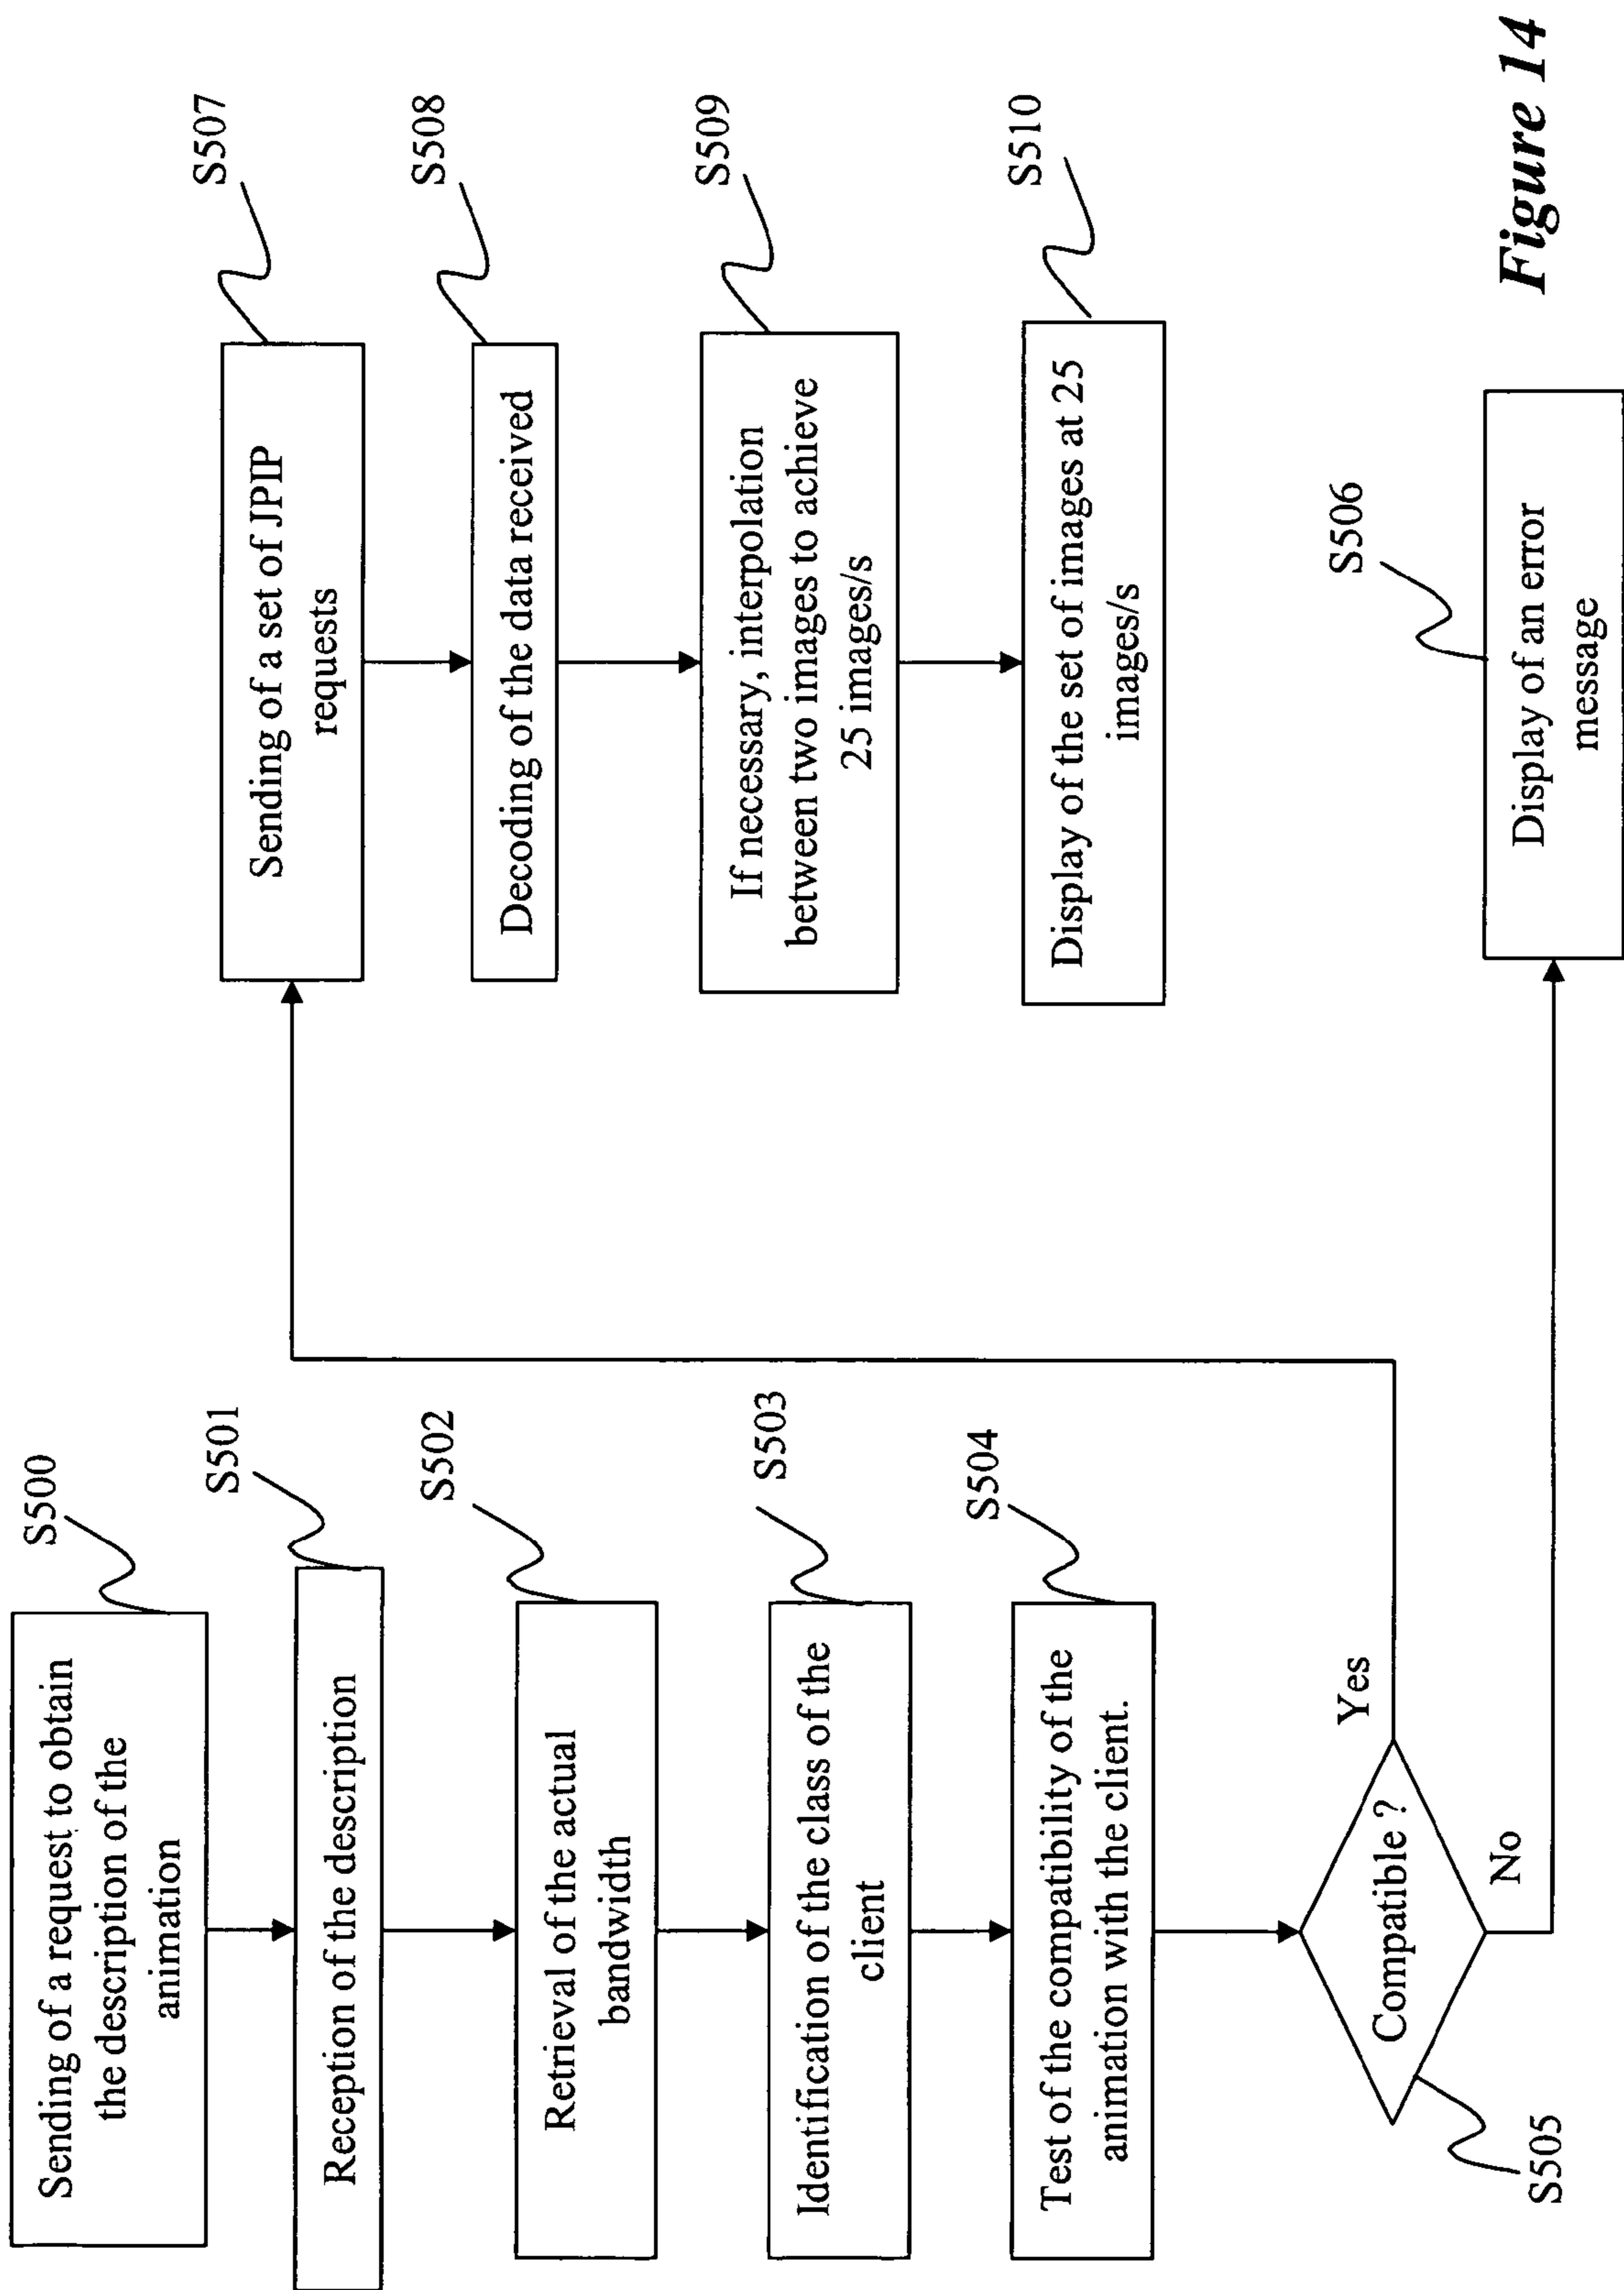 S500
Sending of a request to obtain
the description of the
animation
S501
Reception of the description
S502
Retrieval of the actual
bandwidth
S503
Identification of the class of the
client
S504
Test of the compatibility of the
animation with the client.
Compatible ?
Yes
No
S505
S507
Sending of a set of JPIP
requests
S508
Decoding of the data received
S509
If necessary, interpolation
between two images to achieve
25 images/s
S510
Display of the set of images at 25
images/s
S506
Display of an error
message
Figure 14